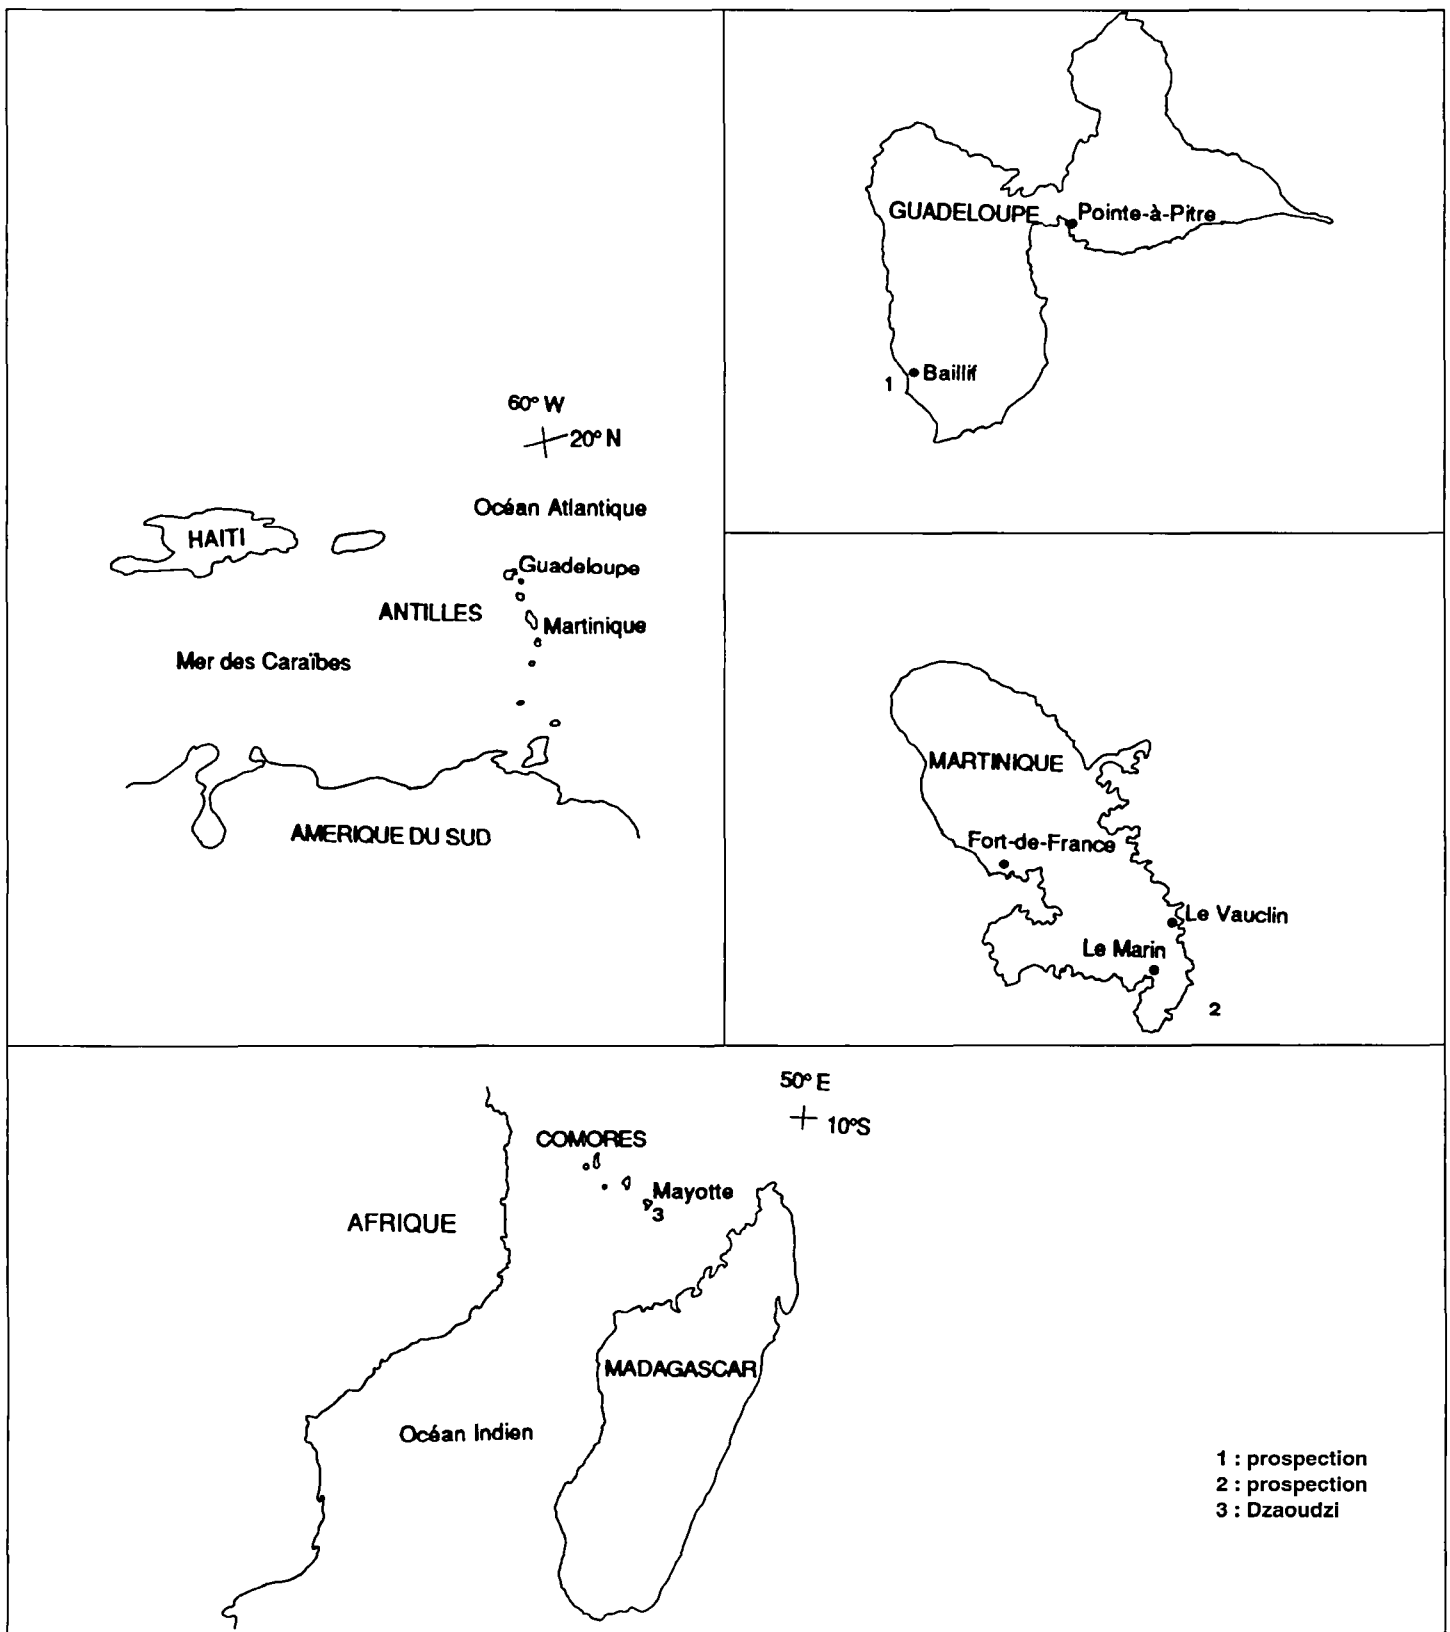 60° W
20° N
Océan Atlantique
HAITI
Guadeloupe
ANTILLES
Martinique
Mer des Caraïbes
AMERIQUE DU SUD
GUADELOUPE
Pointe-à-Pitre
1
Baillif
MARTINIQUE
Fort-de-France
Le Vauclin
Le Marin
2
50° E
10°S
COMORES
Mayotte
3
AFRIQUE
MADAGASCAR
Océan Indien
1 : prospection
2 : prospection
3 : Dzaoudzi